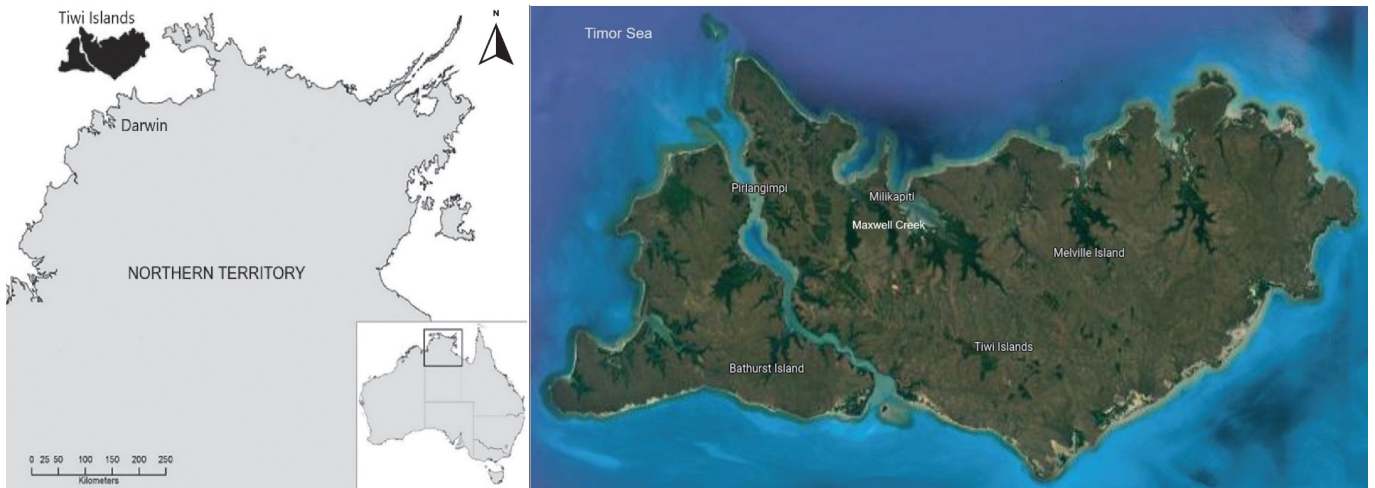 Tiwi Islands
N
Darwin
NORTHERN TERRITORY
0 25 50 100 150 200 250
Kilometers
Timor Sea
Pirlangimpi
Milikapiti
Maxwell Creek
Melville Island
Tiwi Islands
Bathurst Island